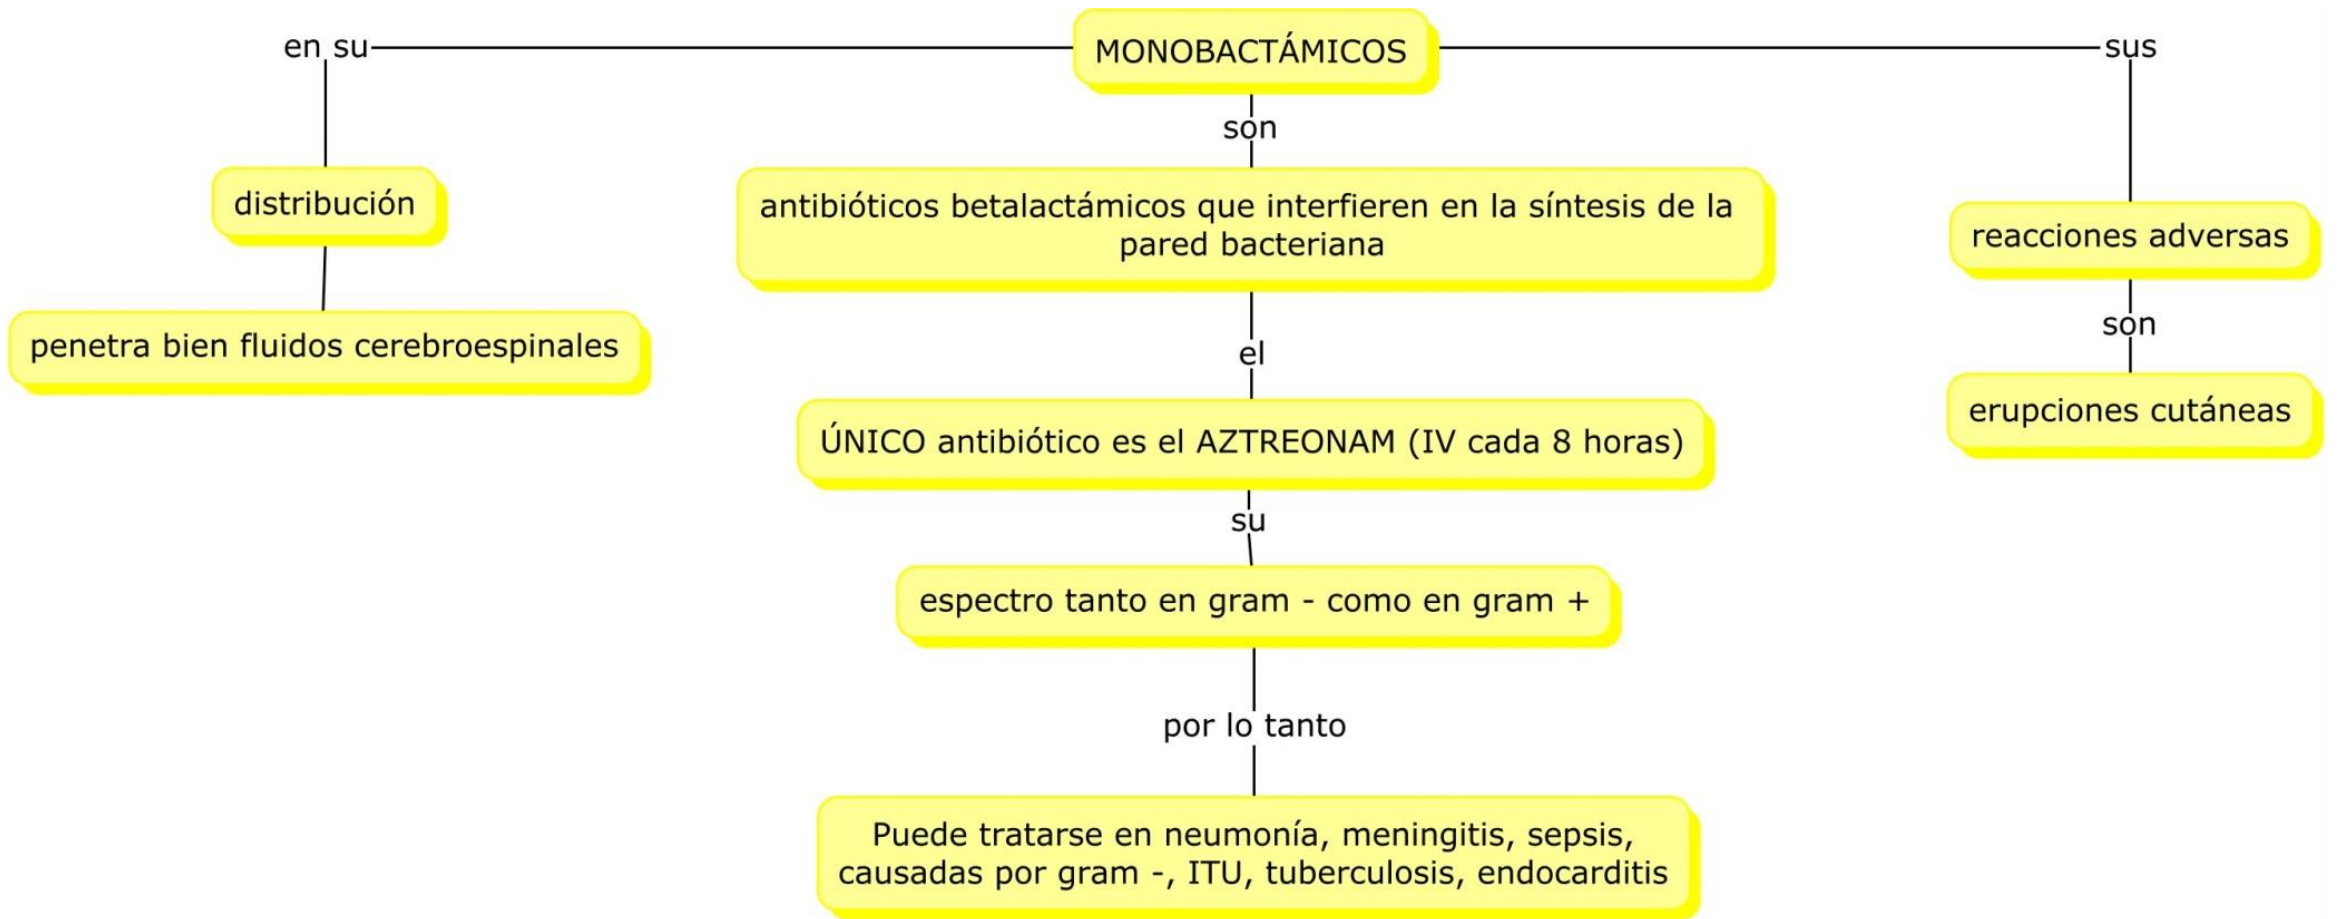 MONOBACTÁMICOS
en su
distribución
penetra bien fluidos cerebroespinales
son
antibióticos betalactámicos que interfieren en la síntesis de la
pared bacteriana
el
ÚNICO antibiótico es el AZTREONAM (IV cada 8 horas)
su
espectro tanto en gram - como en gram +
por lo tanto
Puede tratarse en neumonía, meningitis, sepsis,
causadas por gram -, ITU, tuberculosis, endocarditis
sus
reacciones adversas
son
erupciones cutáneas